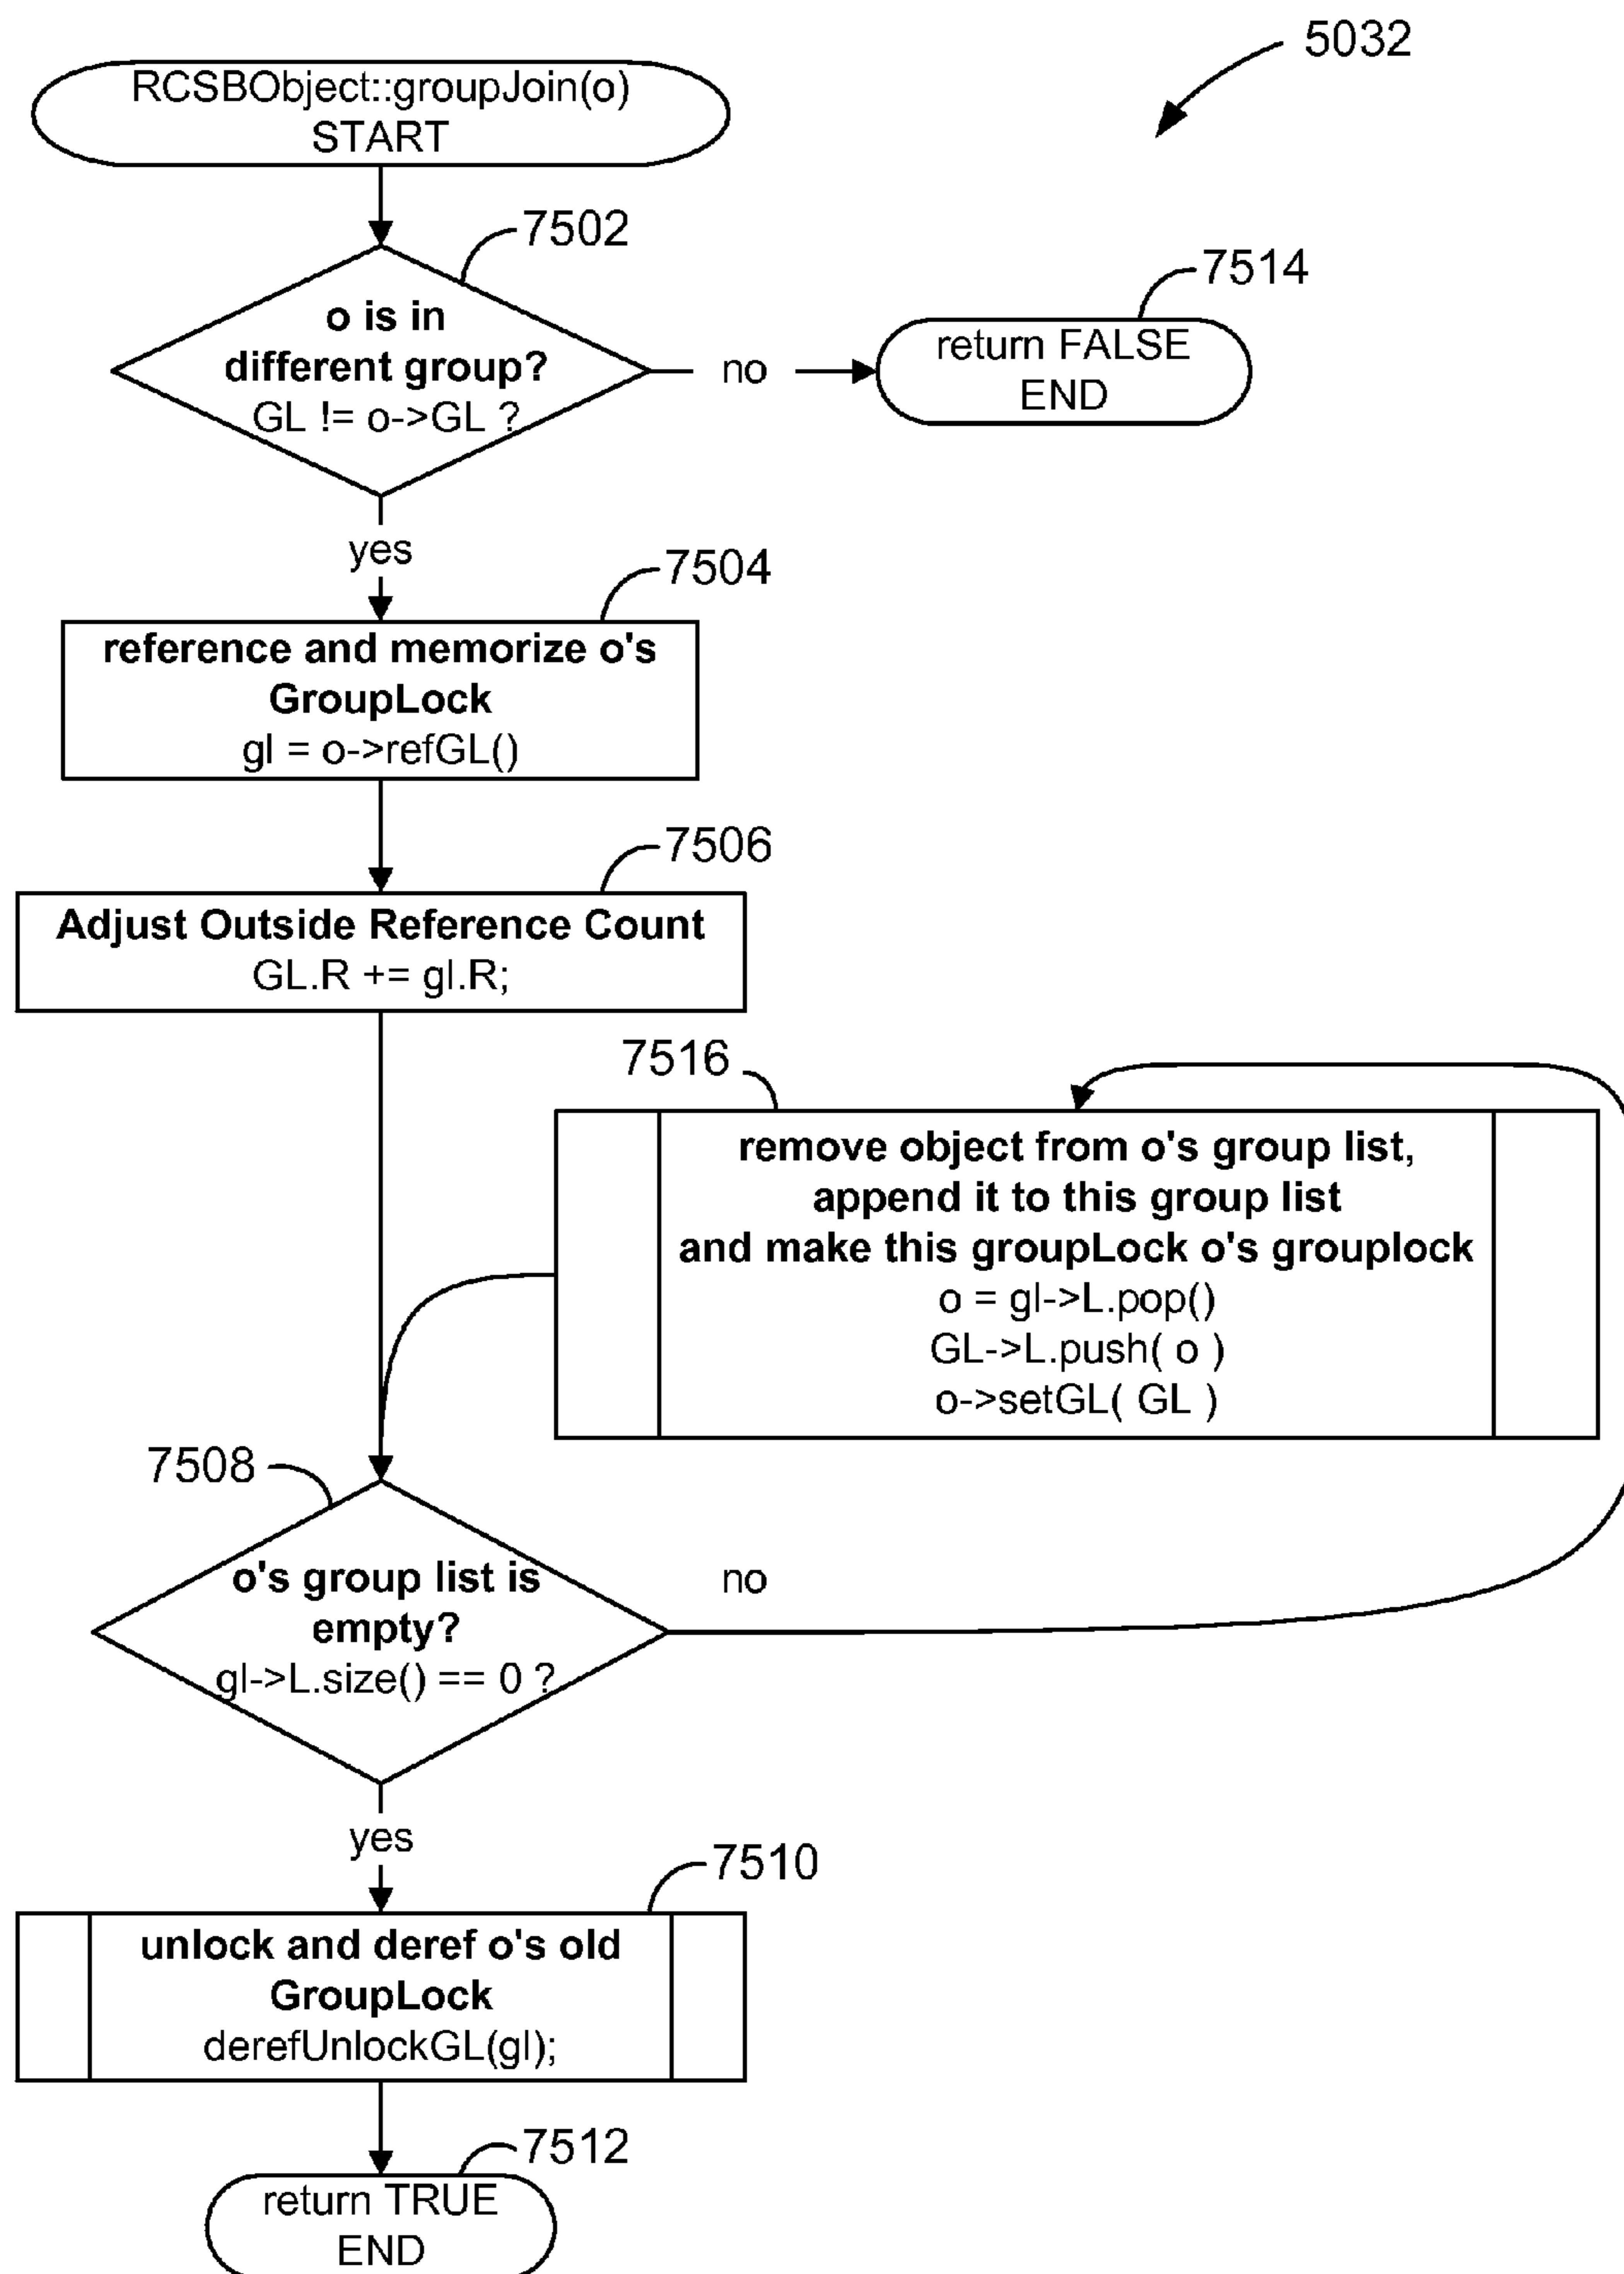 5032
RCSBObject::groupJoin(o)
START
7502
o is in
different group?
GL != o->GL ?
no
7514
return FALSE
END
yes
7504
reference and memorize o's
GroupLock
gl = o->refGL()
7506
Adjust Outside Reference Count
GL.R += gl.R;
7516
remove object from o's group list,
append it to this group list
and make this groupLock o's grouplock
o = gl->L.pop()
GL->L.push( o )
o->setGL( GL )
7508
o's group list is
empty?
gl->L.size() == 0 ?
no
yes
7510
unlock and deref o's old
GroupLock
derefUnlockGL(gl);
7512
return TRUE
END